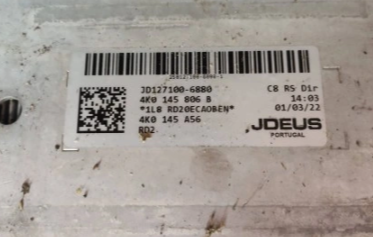 JD127100-6880
4K0 145 806 B
*1L8 RD20ECAOBEN*
4K0 145 A56
RD2
C8 RS Dir
14:03
01/03/22
JDEUS
PORTUGAL